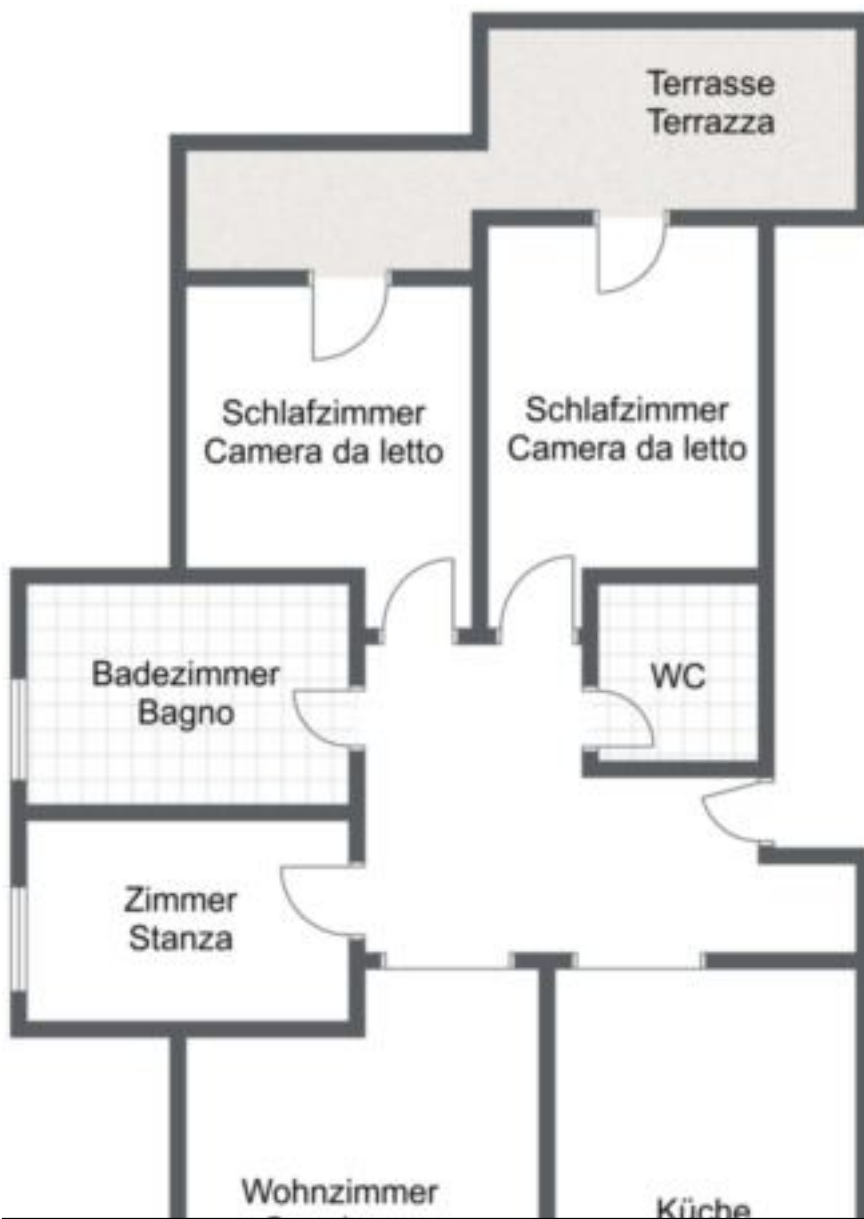 Terrasse
Terrazza
Schlafzimmer
Camera da letto
Schlafzimmer
Camera da letto
Badezimmer
Bagno
WC
Zimmer
Stanza
Wohnzimmer
Küche